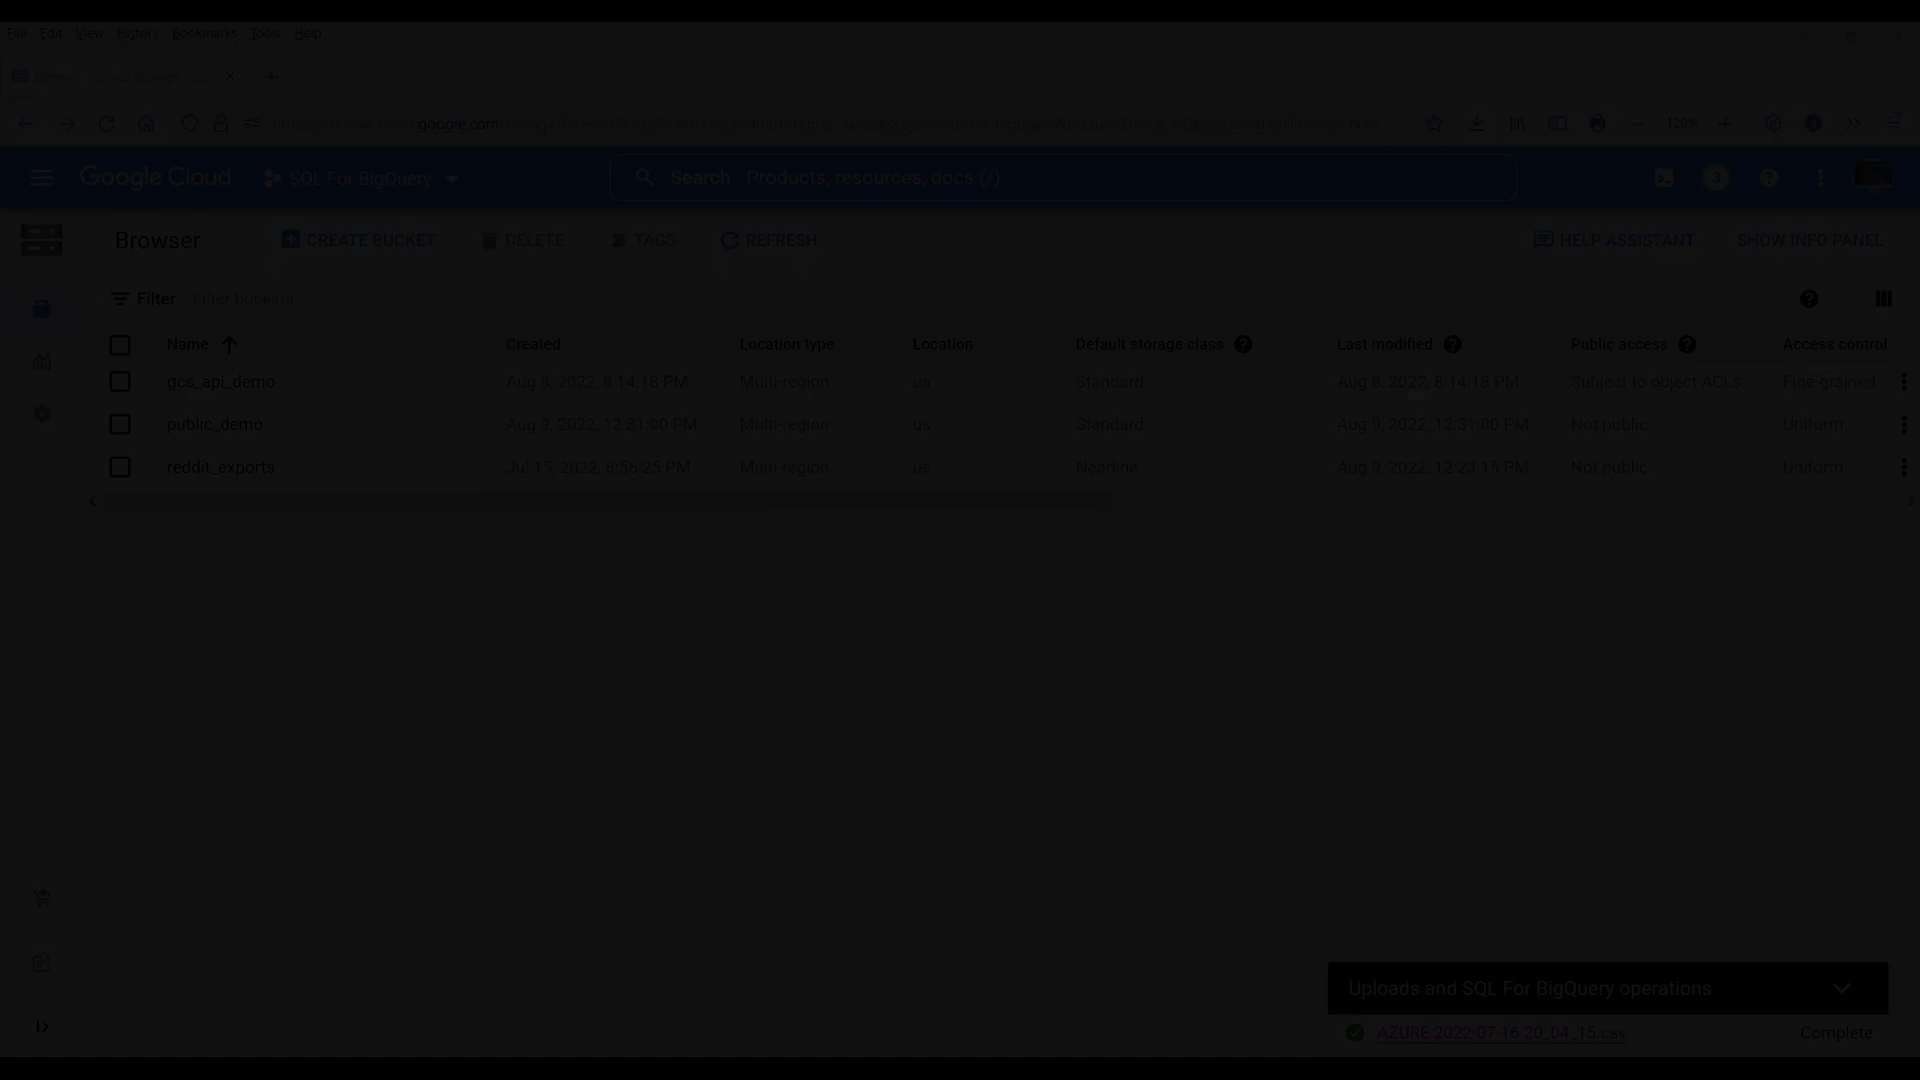 File Edit View History Bookmarks Tools Help
google.com
120%
Google Cloud SQL For BigQuery Search Products, resources, docs (/) 3
Browser CREATE BUCKET DELETE TAGS REFRESH HELP ASSISTANT SHOW INFO PANEL
Filter Filter buckets
Name Created Location type Location Default storage class Last modified Public access Access control
gcs_api_demo Aug 8, 2022, 8:14:18 PM Multi-region us Standard Aug 8, 2022, 8:14:18 PM Subject to object ACLs Fine-grained
public_demo Aug 9, 2022, 12:31:00 PM Multi-region us Standard Aug 9, 2022, 12:31:00 PM Not public Uniform
reddit_exports Jul 15, 2022, 8:56:25 PM Multi-region us Nearline Aug 9, 2022, 12:23:15 PM Not public Uniform
Uploads and SQL For BigQuery operations
AZURE 2022-07-16 20_04_15.csv Complete